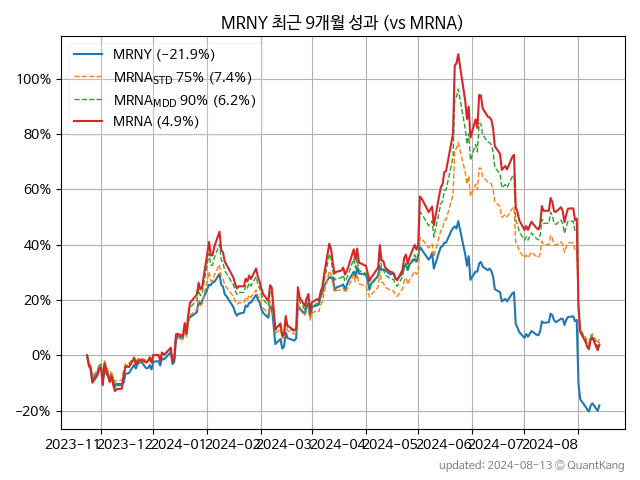 MRNY 최근 9개월 성과 (vs MRNA)
MRNY (−21.9%)
MRNA_STD 75% (7.4%)
MRNA_MDD 90% (6.2%)
MRNA (4.9%)
100%
80%
60%
40%
20%
0%
−20%
2023-11 2023-12 2024-01 2024-02 2024-03 2024-04 2024-05 2024-06 2024-07 2024-08
updated: 2024-08-13 © QuantKang